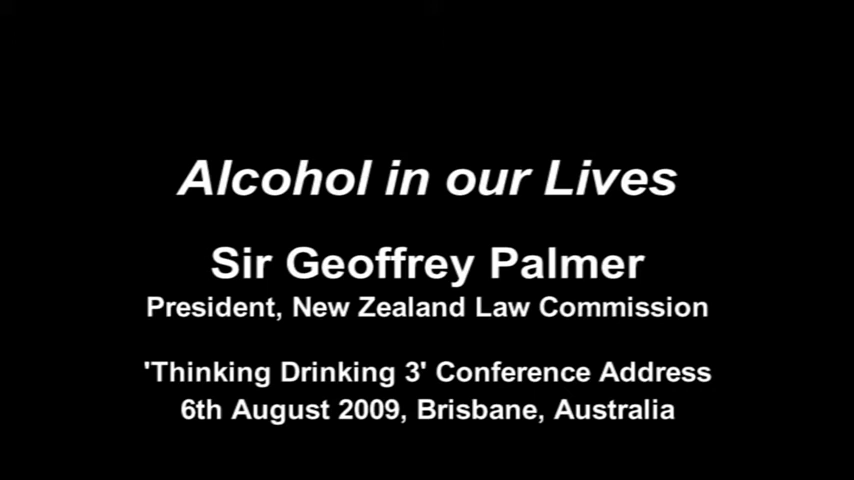 Alcohol in our Lives
Sir Geoffrey Palmer
President, New Zealand Law Commission
'Thinking Drinking 3' Conference Address
6th August 2009, Brisbane, Australia